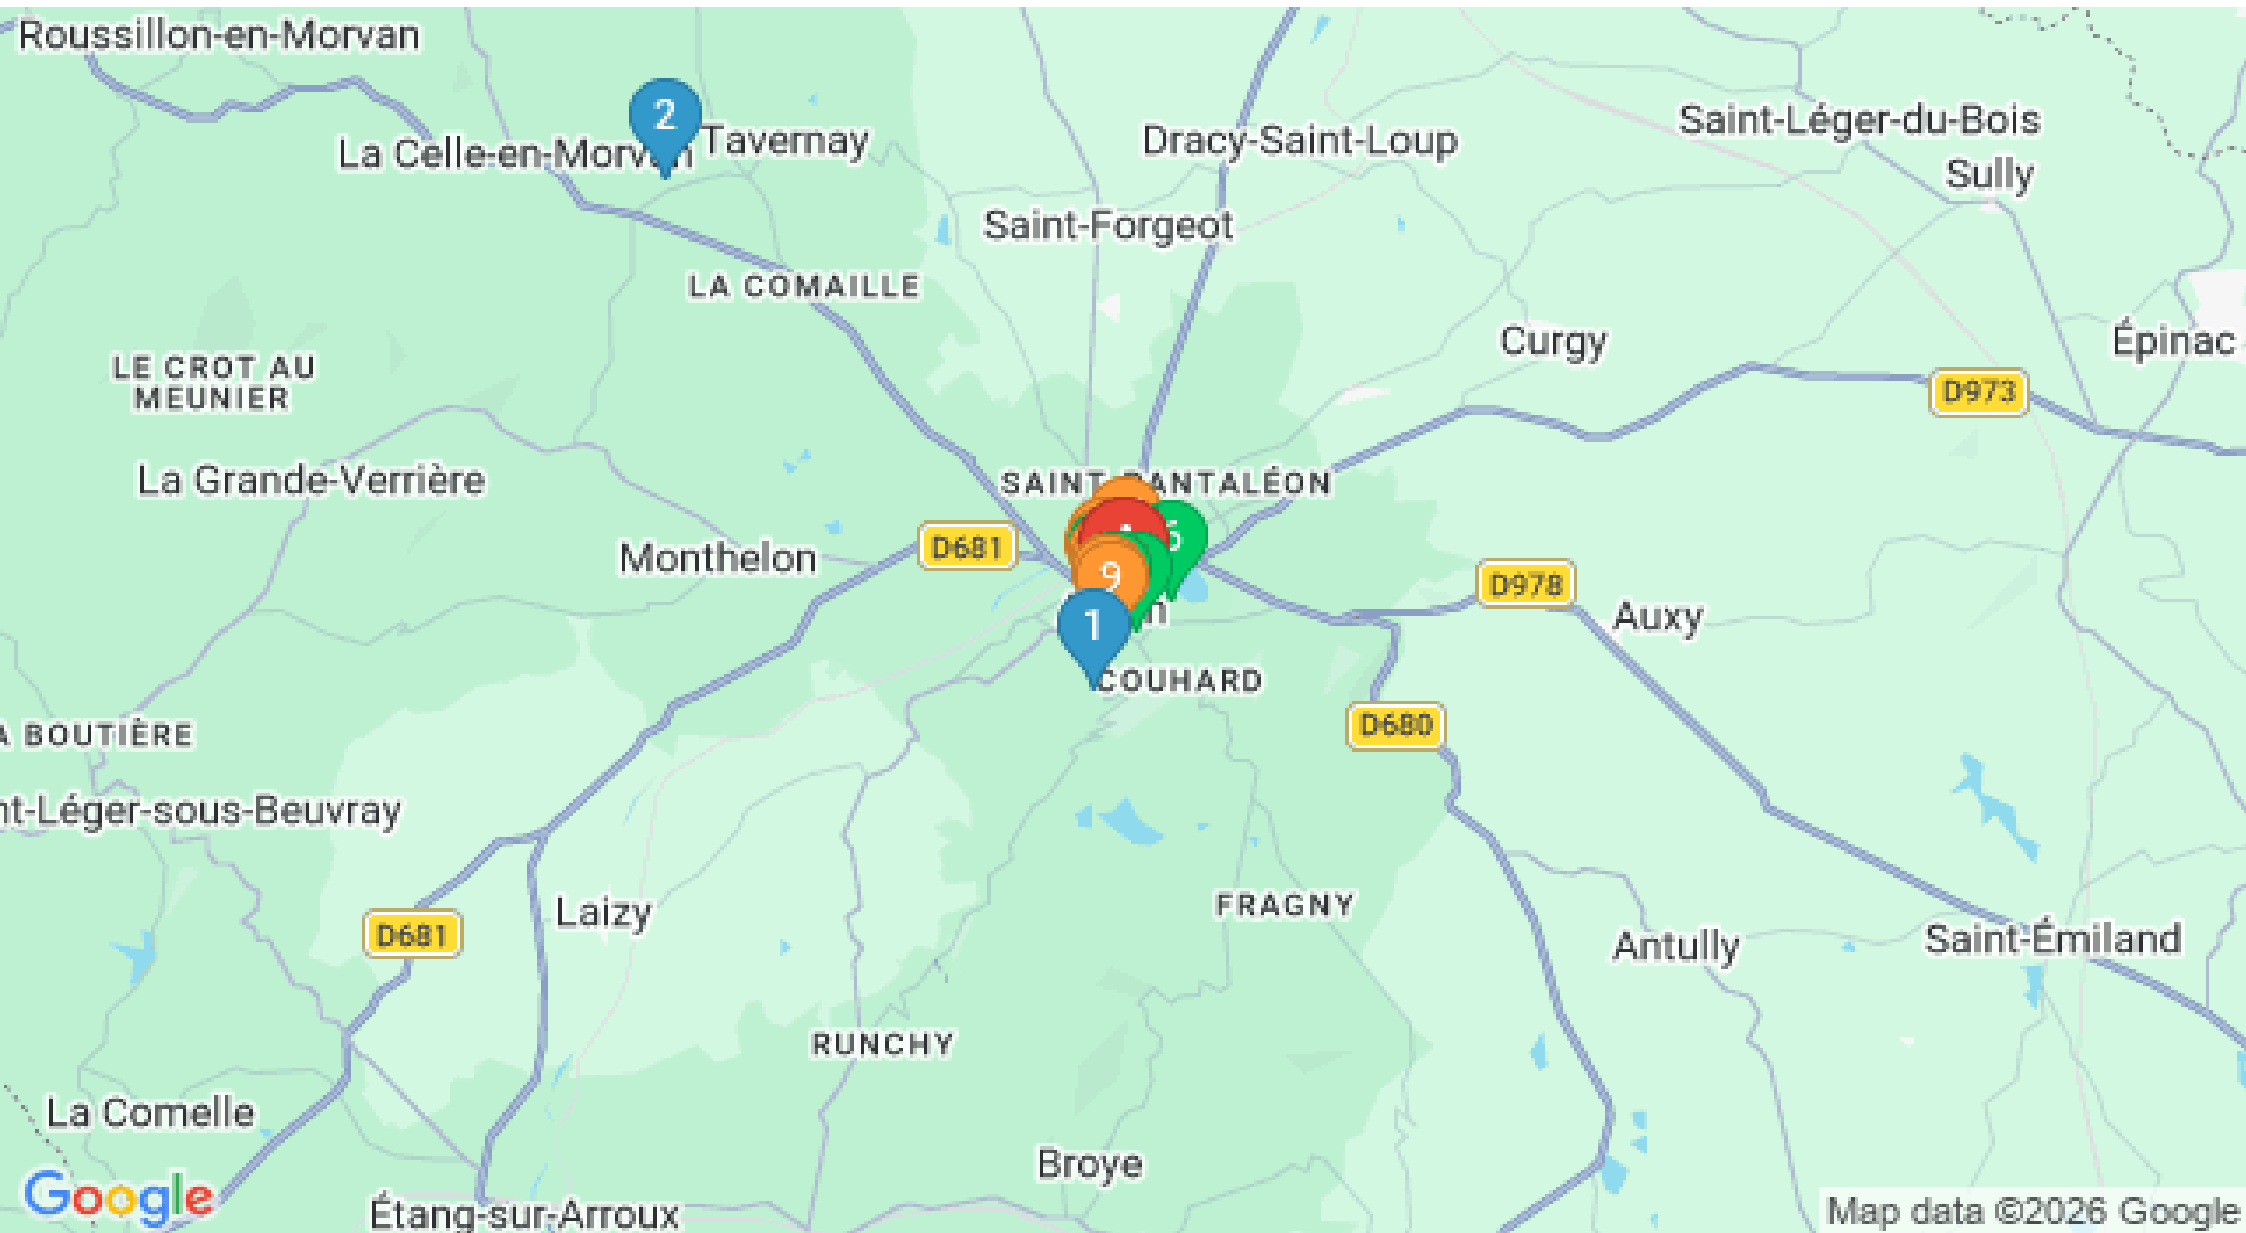 Roussillon-en-Morvan
2
La Celle-en-Morvan
Tavernay
Dracy-Saint-Loup
Saint-Léger-du-Bois
Sully
Saint-Forgeot
LA COMAILLE
Curgy
Épinac
LE CROT AU
MEUNIER
D973
La Grande-Verrière
SAINT-PANTALÉON
D681
5
Monthelon
9
D978
Auxy
1
COUHARD
D680
A BOUTIÈRE
nt-Léger-sous-Beuvray
Laizy
FRAGNY
D681
Antully
Saint-Émiland
RUNCHY
La Comelle
Broye
Google
Étang-sur-Arroux
Map data ©2026 Google